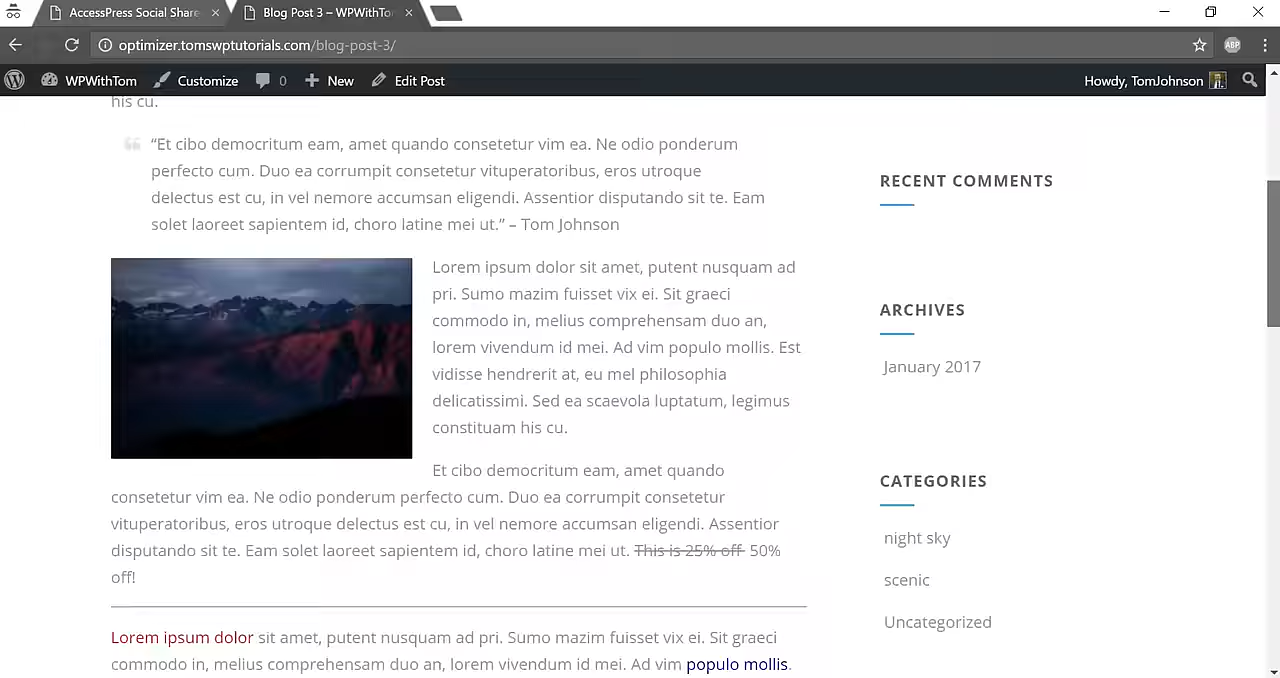 AccessPress Social Share
Blog Post 3 – WPWithTo
optimizer.tomswptutorials.com/blog-post-3/
ABP
WPWithTom
Customize
0
New
Edit Post
Howdy, TomJohnson
his cu.
“Et cibo democritum eam, amet quando consetetur vim ea. Ne odio ponderum
perfecto cum. Duo ea corrumpit consetetur vituperatoribus, eros utroque
delectus est cu, in vel nemore accumsan eligendi. Assentior disputando sit te. Eam
solet laoreet sapientem id, choro latine mei ut.” – Tom Johnson
Lorem ipsum dolor sit amet, putent nusquam ad
pri. Sumo mazim fuisset vix ei. Sit graeci
commodo in, melius comprehensam duo an,
lorem vivendum id mei. Ad vim populo mollis. Est
vidisse hendrerit at, eu mel philosophia
delicatissimi. Sed ea scaevola luptatum, legimus
constituam his cu.
Et cibo democritum eam, amet quando
consetetur vim ea. Ne odio ponderum perfecto cum. Duo ea corrumpit consetetur
vituperatoribus, eros utroque delectus est cu, in vel nemore accumsan eligendi. Assentior
disputando sit te. Eam solet laoreet sapientem id, choro latine mei ut. This is 25% off 50%
off!
Lorem ipsum dolor sit amet, putent nusquam ad pri. Sumo mazim fuisset vix ei. Sit graeci
commodo in, melius comprehensam duo an, lorem vivendum id mei. Ad vim populo mollis.
RECENT COMMENTS
ARCHIVES
January 2017
CATEGORIES
night sky
scenic
Uncategorized